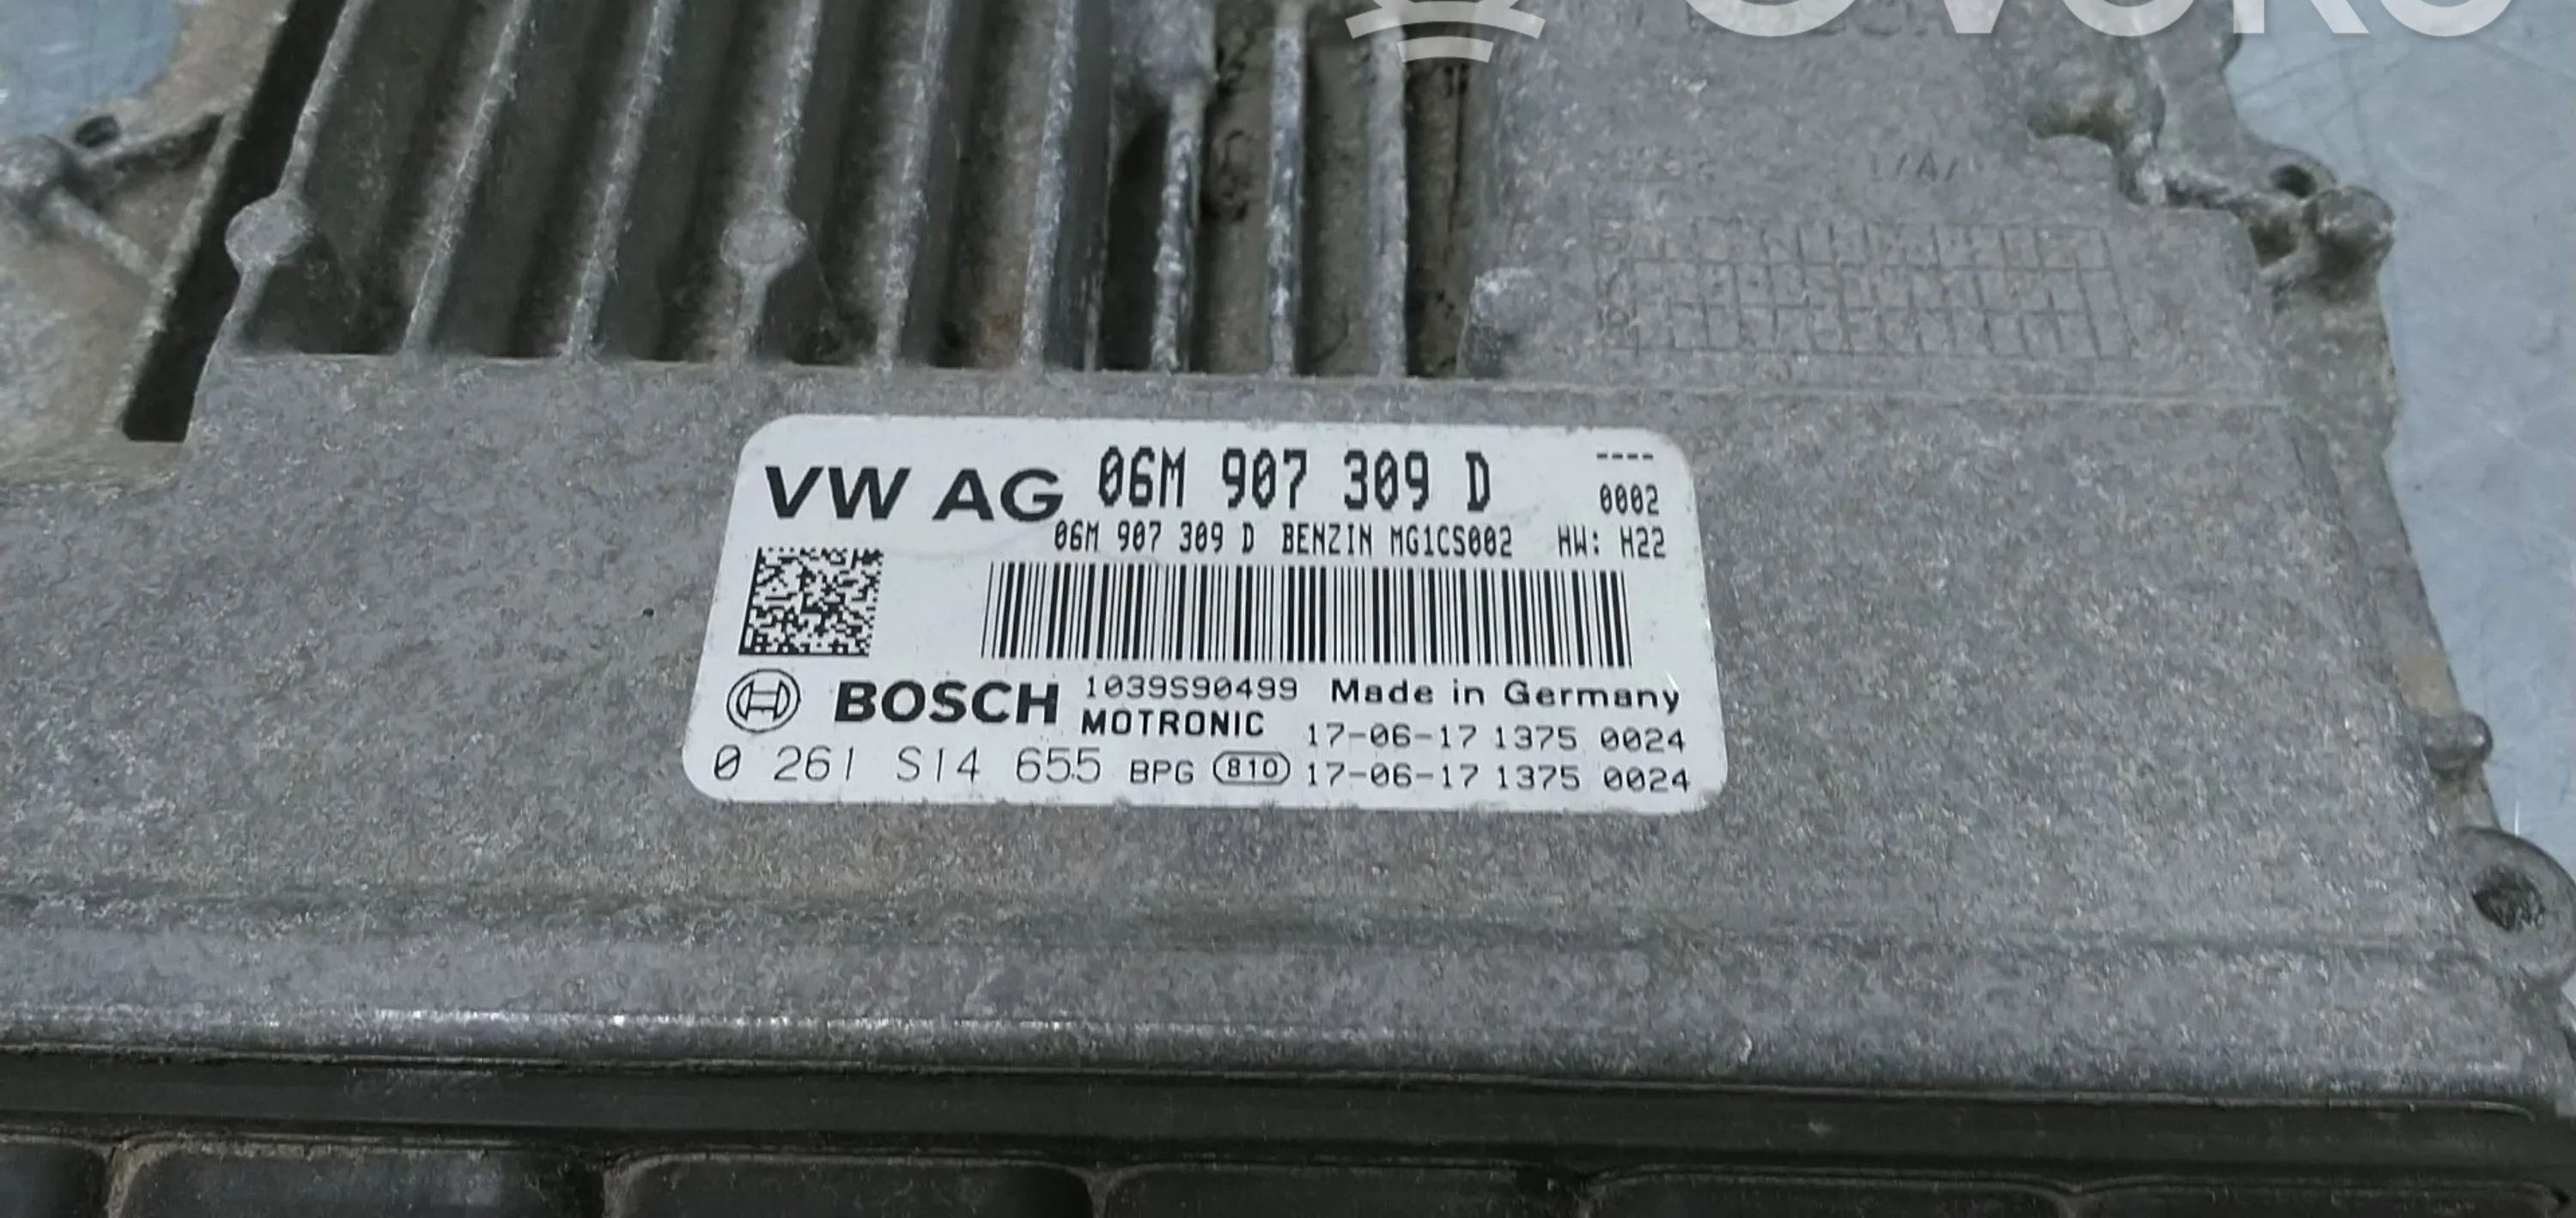 OVOKO
VW AG 06M 907 309 D ----
0002
06M 907 309 D BENZIN MG1CS002 HW: H22
BOSCH 1039S90499 Made in Germany
MOTRONIC 17-06-17 1375 0024
0 261 S14 655 BPG 810 17-06-17 1375 0024